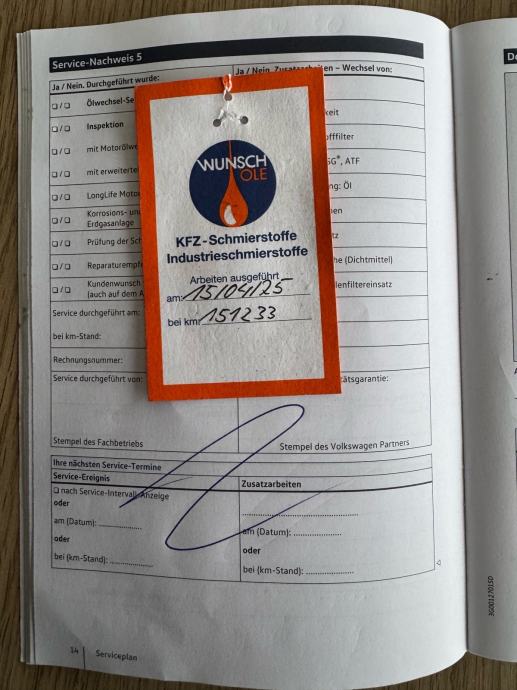 Service-Nachweis 5
Ja / Nein. Durchgeführt wurde:
Ja / Nein. Zusatzarbeiten – Wechsel von:
Ölwechsel-Se
Inspektion
mit Motorölwe
mit erweiterte
LongLife Moto
Korrosions- un
Erdgasanlage
Prüfung der Sch
Reparaturempf
Kundenwunsch
(auch auf dem A
Service durchgeführt am:
bei km-Stand:
Rechnungsnummer:
Service durchgeführt von:
Stempel des Fachbetriebs
keit
offfilter
SG®, ATF
ng: Öl
en
tz
he (Dichtmittel)
lenfiltereinsatz
tätsgarantie:
Stempel des Volkswagen Partners
WUNSCH
ÖLE
KFZ-Schmierstoffe
Industrieschmierstoffe
Arbeiten ausgeführt
am: 15/04/25
bei km: 151233
Ihre nächsten Service-Termine
Service-Ereignis
nach Service-Intervall-Anzeige
oder
am (Datum): ................
oder
bei (km-Stand): ................
Zusatzarbeiten
am (Datum): ................
oder
bei (km-Stand): ................
14 | Serviceplan
3G0012701SD